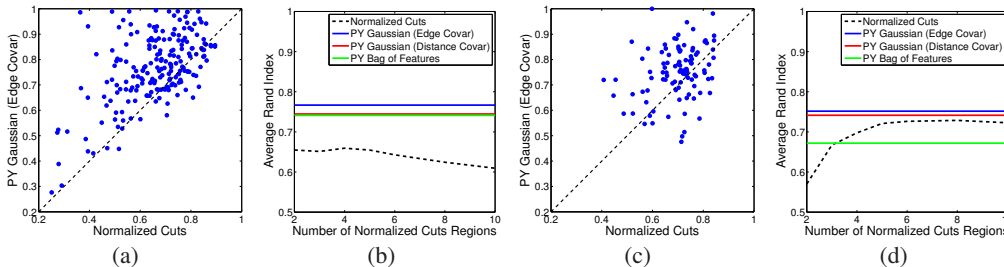 PY Gaussian (Edge Covar)
1
0.9
0.8
0.7
0.6
0.5
0.4
0.3
0.2
0.2 0.4 0.6 0.8 1
Normalized Cuts
(a)
Average Rand Index
1
0.9
0.8
0.7
0.6
0.5
2 4 6 8 10
Number of Normalized Cuts Regions
Normalized Cuts
PY Gaussian (Edge Covar)
PY Gaussian (Distance Covar)
PY Bag of Features
(b)
PY Gaussian (Edge Covar)
1
0.9
0.8
0.7
0.6
0.5
0.4
0.3
0.2
0.2 0.4 0.6 0.8 1
Normalized Cuts
(c)
Average Rand Index
1
0.9
0.8
0.7
0.6
0.5
2 4 6 8 10
Number of Normalized Cuts Regions
Normalized Cuts
PY Gaussian (Edge Covar)
PY Gaussian (Distance Covar)
PY Bag of Features
(d)